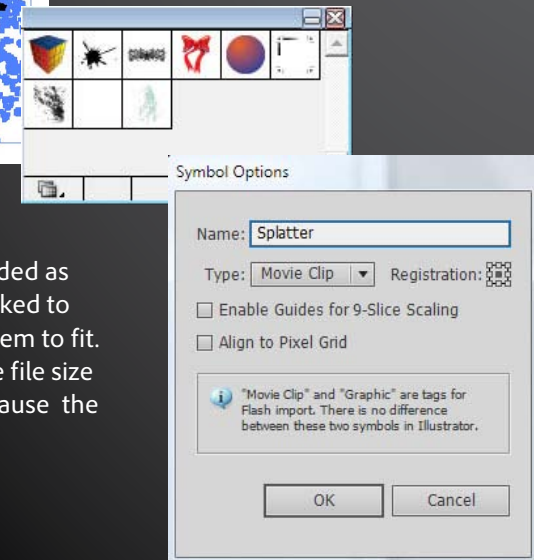 Symbol Options
Name: Splatter
Type: Movie Clip Registration:
Enable Guides for 9-Slice Scaling
Align to Pixel Grid
"Movie Clip" and "Graphic" are tags for
Flash import. There is no difference
between these two symbols in Illustrator.
OK Cancel
ded as
ked to
em to fit.
e file size
ause the